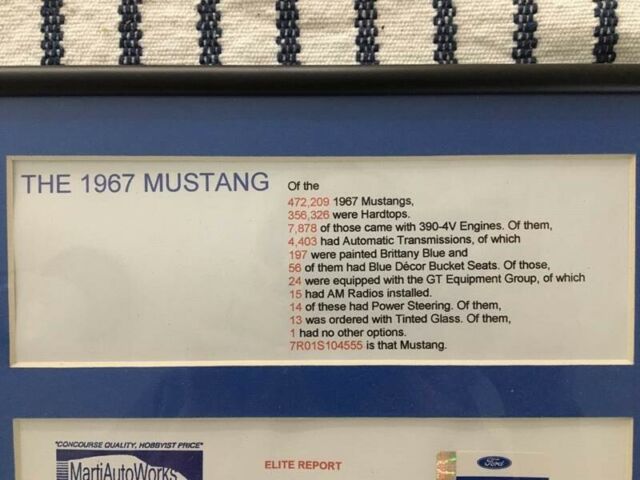 THE 1967 MUSTANG
Of the
472,209 1967 Mustangs,
356,326 were Hardtops.
7,878 of those came with 390-4V Engines. Of them,
4,403 had Automatic Transmissions, of which
197 were painted Brittany Blue and
56 of them had Blue Décor Bucket Seats. Of those,
24 were equipped with the GT Equipment Group, of which
15 had AM Radios installed.
14 of these had Power Steering. Of them,
13 was ordered with Tinted Glass. Of them,
1 had no other options.
7R01S104555 is that Mustang.
"CONCOURSE QUALITY, HOBBYIST PRICE"
MartiAutoWorks
ELITE REPORT
Ford